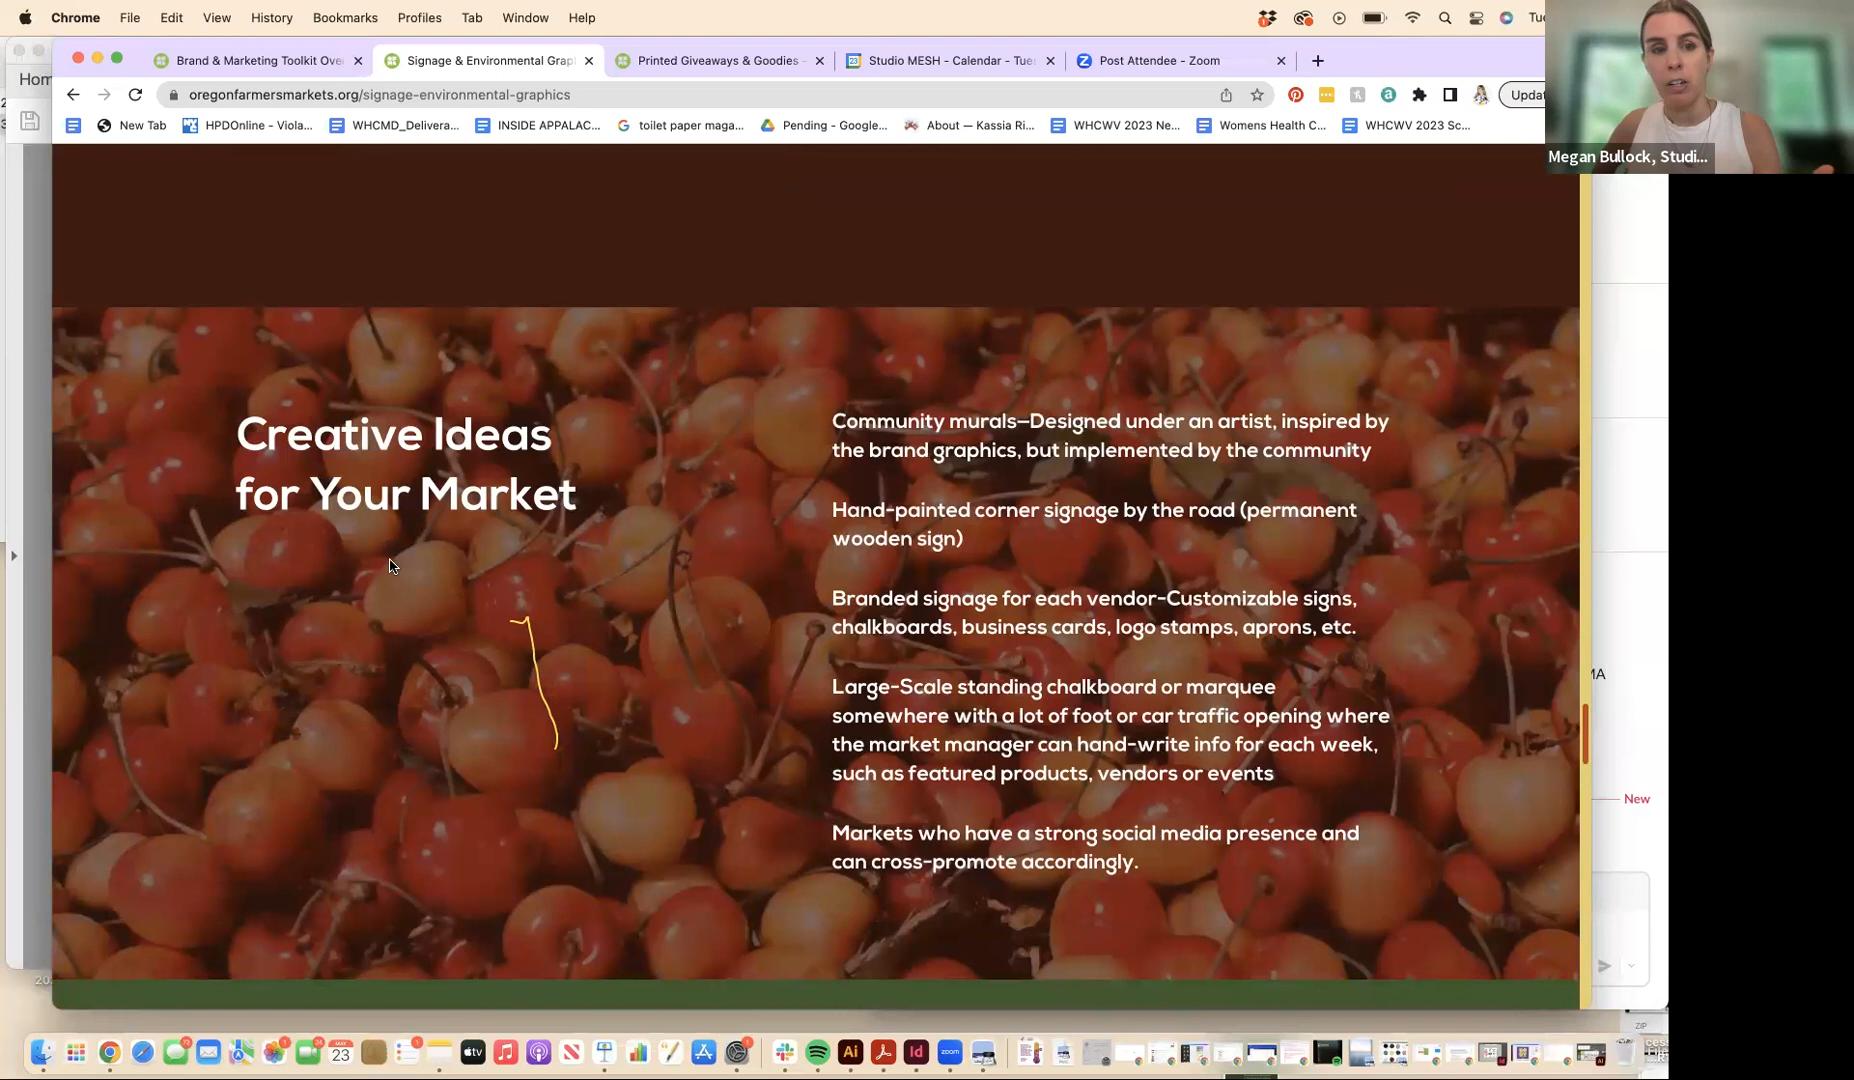 Chrome File Edit View History Bookmarks Profiles Tab Window Help
Megan Bullock, Studi...
Brand & Marketing Toolkit Ove
Signage & Environmental Grap
Printed Giveaways & Goodies -
Studio MESH - Calendar - Tue
Post Attendee - Zoom
oregonfarmersmarkets.org/signage-environmental-graphics
New Tab
HPDOnline - Viola...
WHCMD_Delivera...
INSIDE APPALAC...
toilet paper maga...
Pending - Google...
About — Kassia Ri...
WHCWV 2023 Ne...
Womens Health C...
WHCWV 2023 Sc...
Creative Ideas
for Your Market
Community murals—Designed under an artist, inspired by
the brand graphics, but implemented by the community
Hand-painted corner signage by the road (permanent
wooden sign)
Branded signage for each vendor-Customizable signs,
chalkboards, business cards, logo stamps, aprons, etc.
Large-Scale standing chalkboard or marquee
somewhere with a lot of foot or car traffic opening where
the market manager can hand-write info for each week,
such as featured products, vendors or events
Markets who have a strong social media presence and
can cross-promote accordingly.
New
MAY
23
tv
Ai
Id
zoom
ZIP